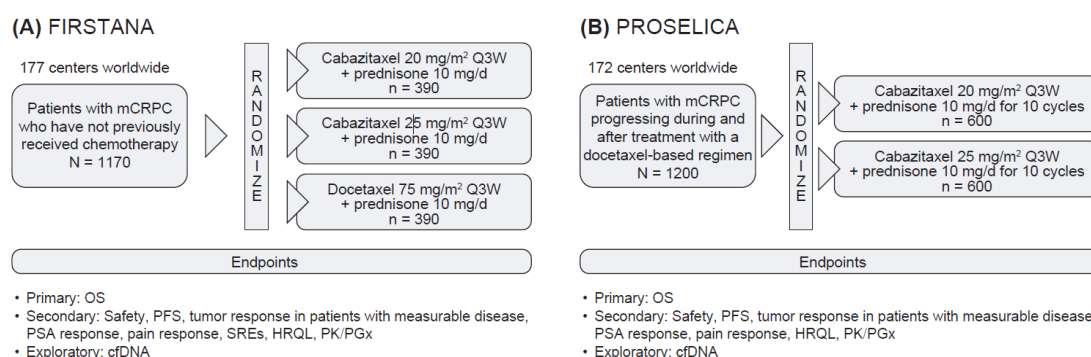 (A) FIRSTANA
177 centers worldwide
Patients with mCRPC
who have not previously
received chemotherapy
N = 1170
RANDOMIZE
Cabazitaxel 20 mg/m² Q3W
+ prednisone 10 mg/d
n = 390
Cabazitaxel 25 mg/m² Q3W
+ prednisone 10 mg/d
n = 390
Docetaxel 75 mg/m² Q3W
+ prednisone 10 mg/d
n = 390
Endpoints
• Primary: OS
• Secondary: Safety, PFS, tumor response in patients with measurable disease,
PSA response, pain response, SREs, HRQL, PK/PGx
• Exploratory: cfDNA
(B) PROSELICA
172 centers worldwide
Patients with mCRPC
progressing during and
after treatment with a
docetaxel-based regimen
N = 1200
RANDOMIZE
Cabazitaxel 20 mg/m² Q3W
+ prednisone 10 mg/d for 10 cycles
n = 600
Cabazitaxel 25 mg/m² Q3W
+ prednisone 10 mg/d for 10 cycles
n = 600
Endpoints
• Primary: OS
• Secondary: Safety, PFS, tumor response in patients with measurable disease
PSA response, pain response, HRQL, PK/PGx
• Exploratory: cfDNA